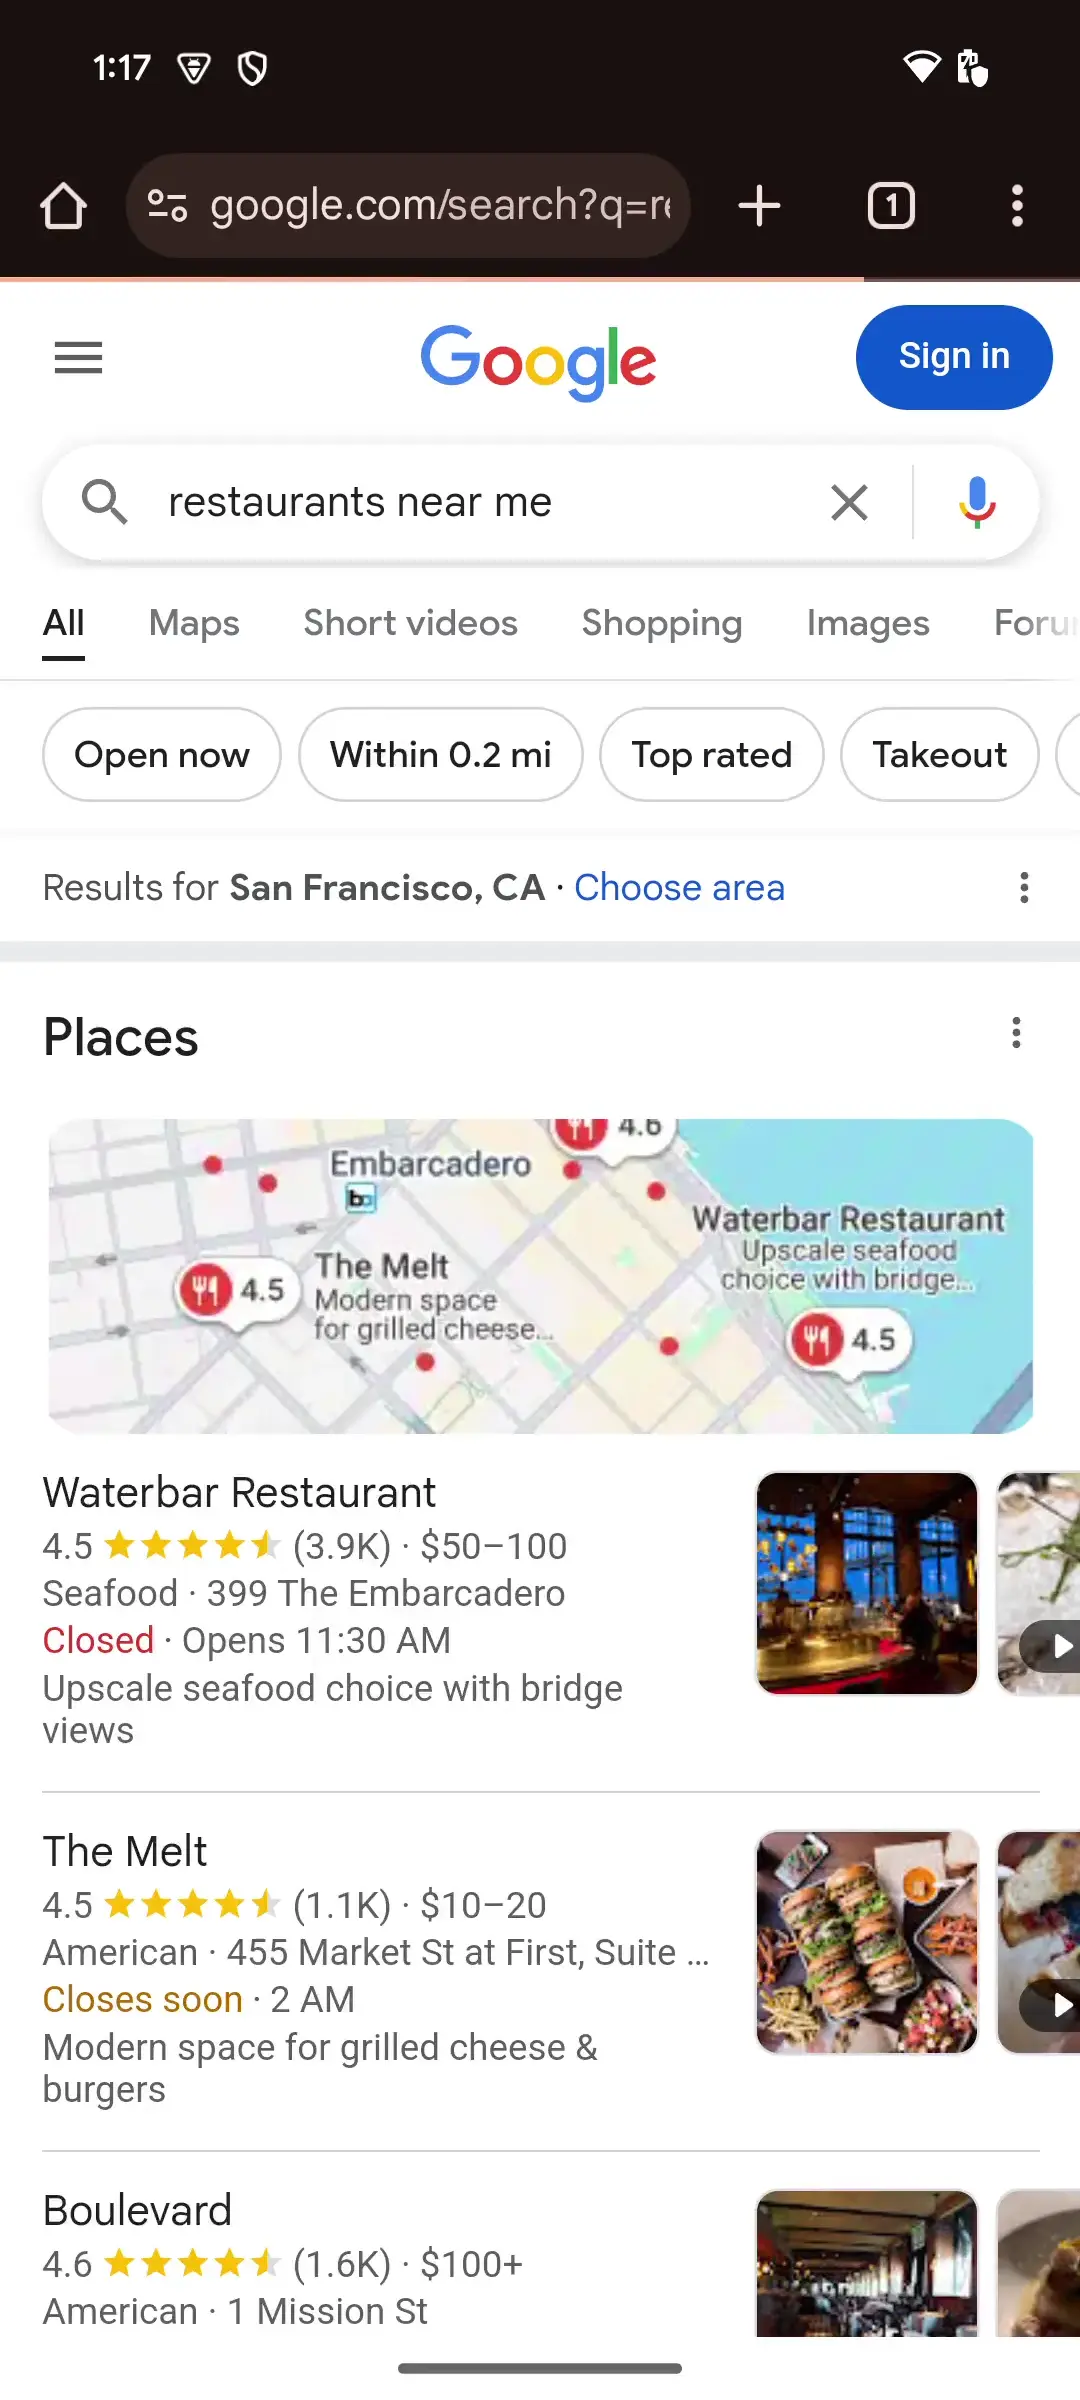 1:17
google.com/search?q=re
1
Google
Sign in
restaurants near me
All
Maps
Short videos
Shopping
Images
Foru
Open now
Within 0.2 mi
Top rated
Takeout
Results for San Francisco, CA · Choose area
Places
4.6
Embarcadero
The Melt
Modern space
for grilled cheese...
4.5
Waterbar Restaurant
Upscale seafood
choice with bridge...
4.5
Waterbar Restaurant
4.5 (3.9K) · $50–100
Seafood · 399 The Embarcadero
Closed · Opens 11:30 AM
Upscale seafood choice with bridge
views
The Melt
4.5 (1.1K) · $10–20
American · 455 Market St at First, Suite ...
Closes soon · 2 AM
Modern space for grilled cheese &
burgers
Boulevard
4.6 (1.6K) · $100+
American · 1 Mission St